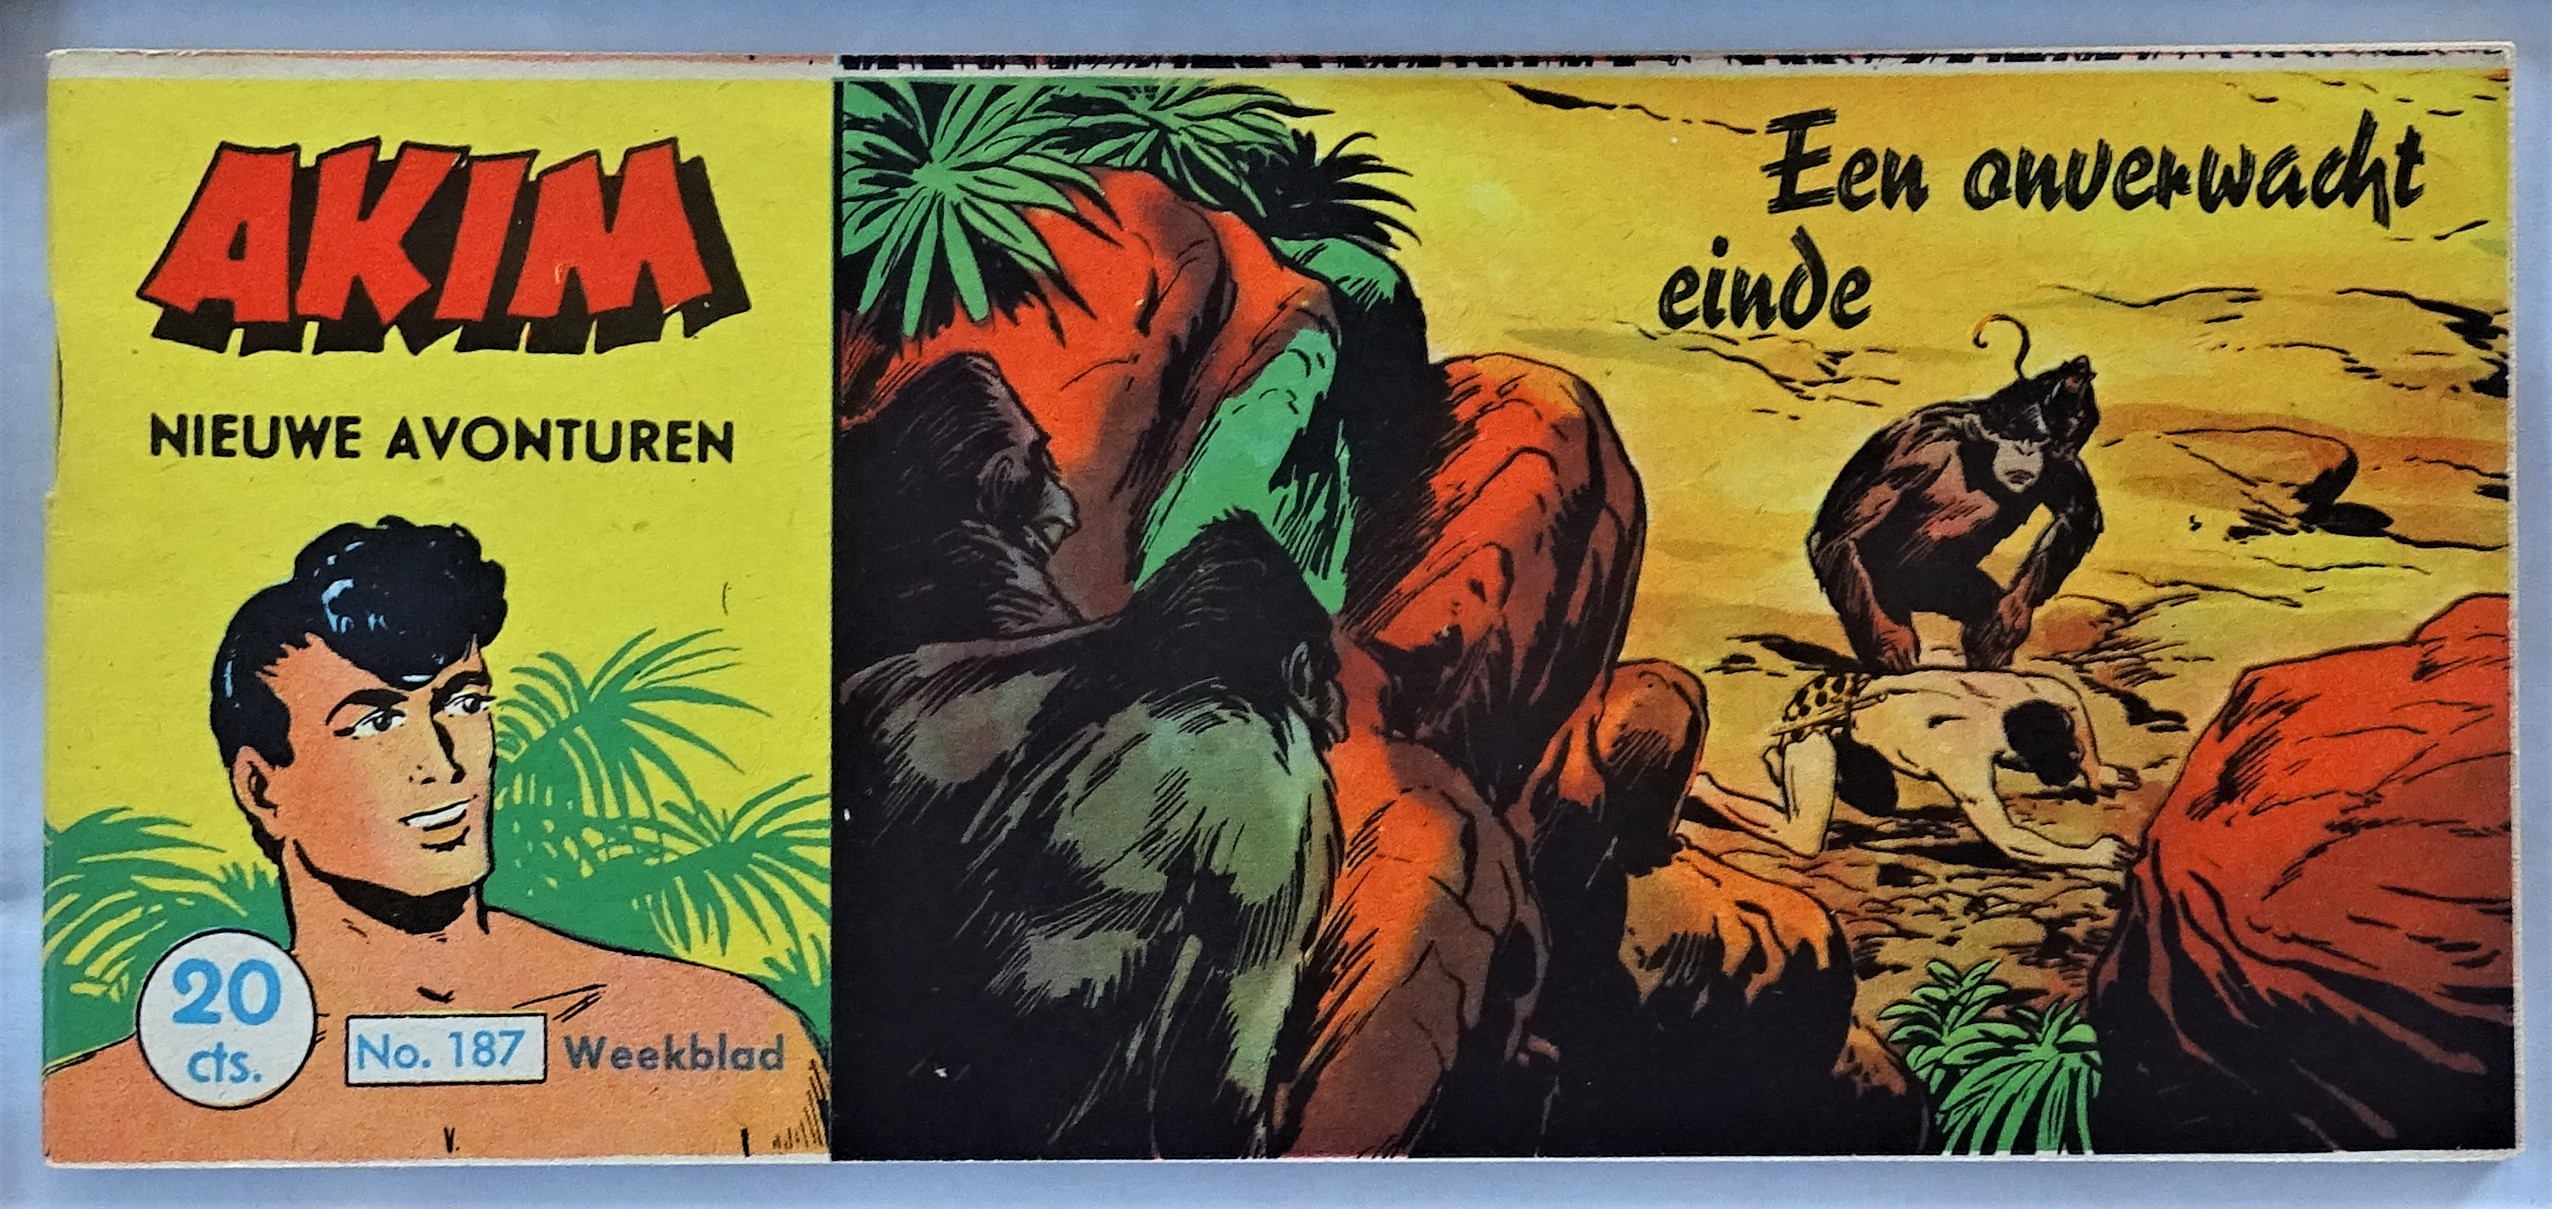 AKIM
NIEUWE AVONTUREN
20
cts.
No. 187
Weekblad
Een onverwacht
einde